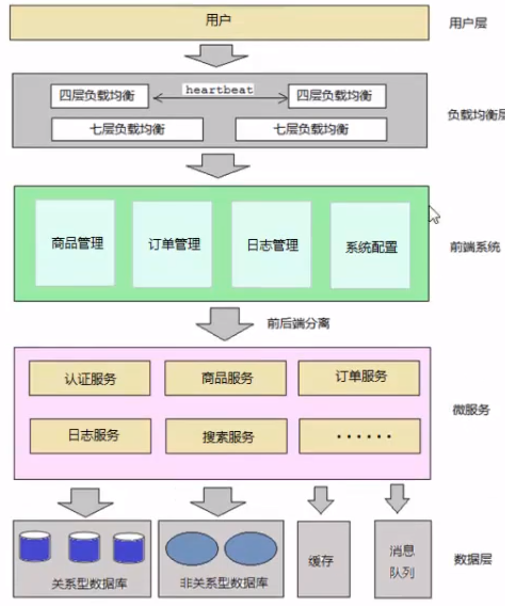 用户
用户层
heartbeat
四层负载均衡
四层负载均衡
负载均衡层
七层负载均衡
七层负载均衡
商品管理
订单管理
日志管理
系统配置
前端系统
前后端分离
认证服务
商品服务
订单服务
微服务
日志服务
搜素服务
······
关系型数据库
非关系型数据库
缓存
消息
队列
数据层